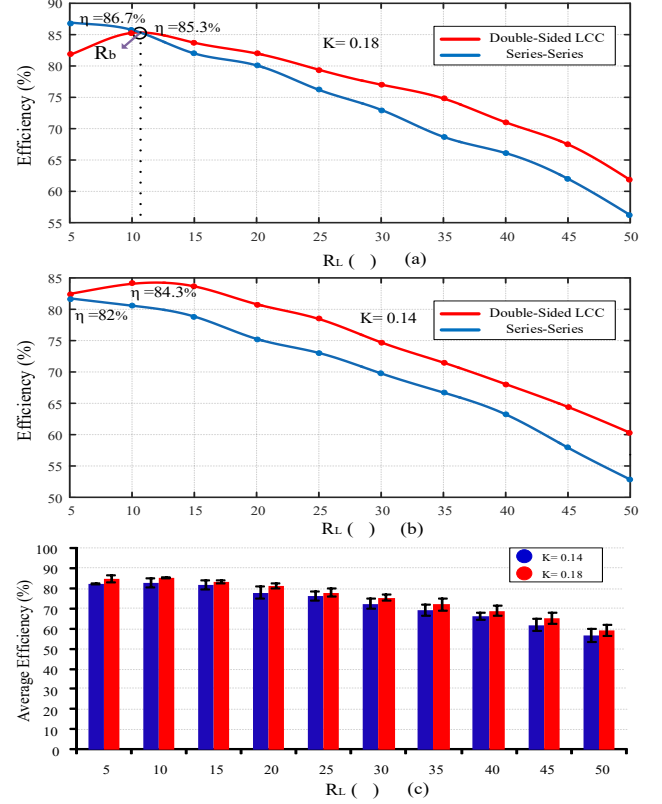 90
85
80
75
70
65
60
55
Efficiency (%)
η =86.7%
η =85.3%
Rb
K= 0.18
Double-Sided LCC
Series-Series
5 10 15 20 25 30 35 40 45 50
RL ( ) (a)
85
80
75
70
65
60
55
50
Efficiency (%)
η =84.3%
η =82%
K= 0.14
Double-Sided LCC
Series-Series
5 10 15 20 25 30 35 40 45 50
RL ( ) (b)
100
90
80
70
60
50
40
30
20
10
0
Average Efficiency (%)
K= 0.14
K= 0.18
5 10 15 20 25 30 35 40 45 50
RL ( ) (c)